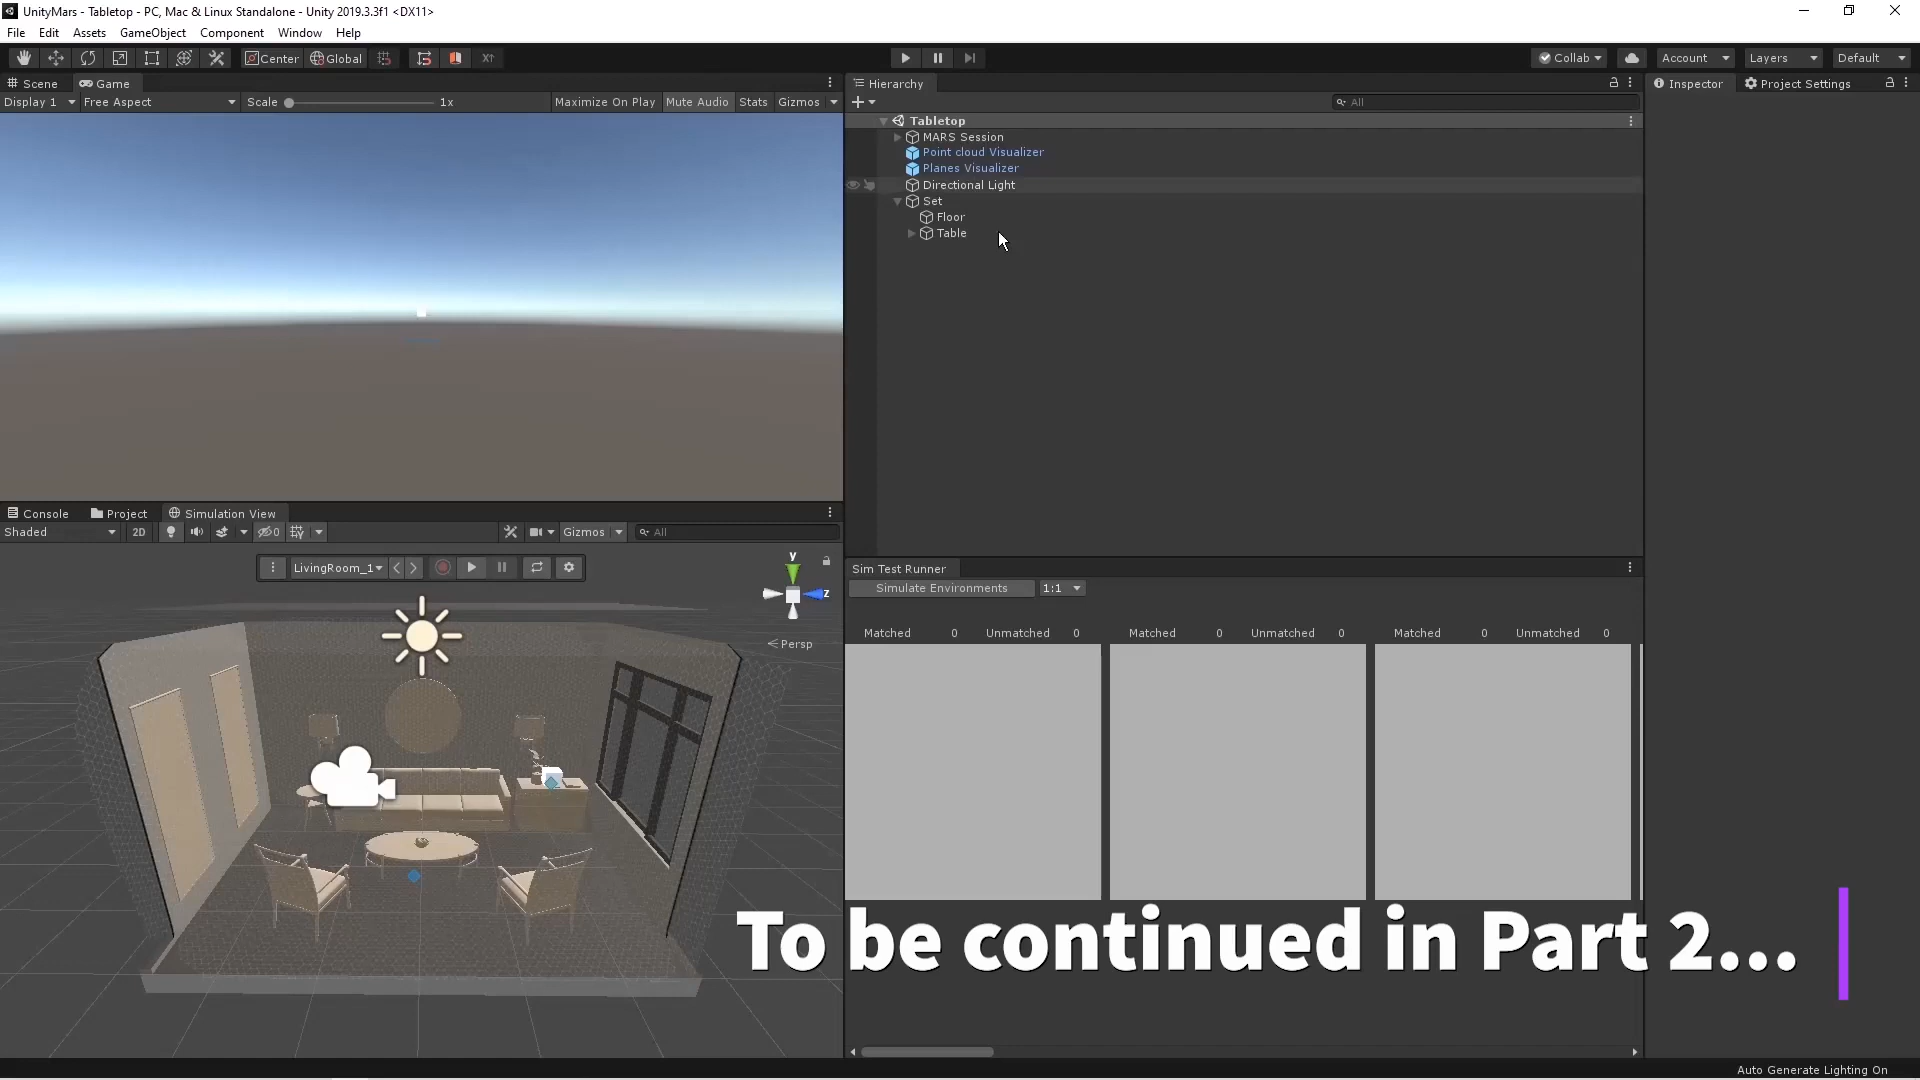 UnityMars - Tabletop - PC, Mac & Linux Standalone - Unity 2019.3.3f1 <DX11>
File Edit Assets GameObject Component Window Help
Center Global Collab Account Layers Default
Scene Game
Display 1 Free Aspect Scale 1x Maximize On Play Mute Audio Stats Gizmos
Hierarchy
All
Tabletop
MARS Session
Point cloud Visualizer
Planes Visualizer
Directional Light
Set
Floor
Table
Inspector Project Settings
Console Project Simulation View
Shaded 2D 0 Gizmos All
LivingRoom_1
y
z
Persp
Sim Test Runner
Simulate Environments 1:1
Matched 0 Unmatched 0 Matched 0 Unmatched 0 Matched 0 Unmatched 0
To be continued in Part 2...
Auto Generate Lighting On